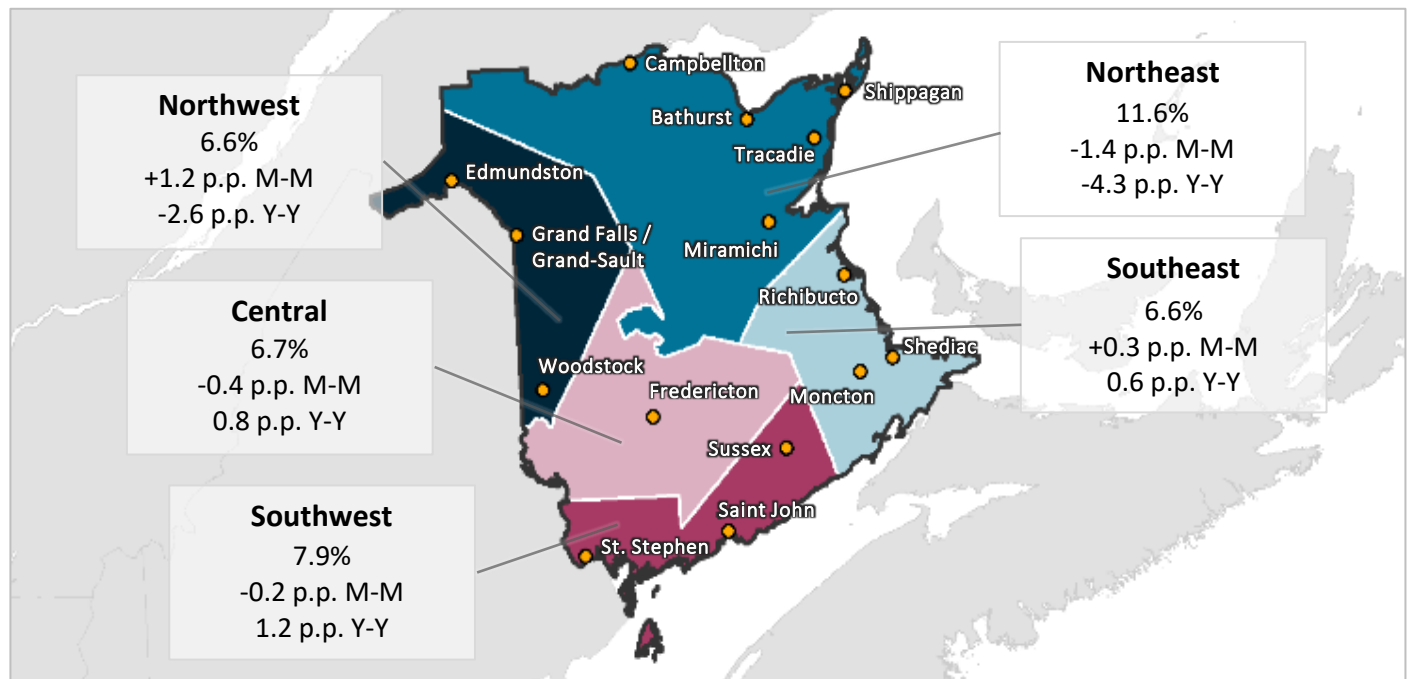 Northwest
6.6%
+1.2 p.p. M-M
-2.6 p.p. Y-Y
Central
6.7%
-0.4 p.p. M-M
0.8 p.p. Y-Y
Southwest
7.9%
-0.2 p.p. M-M
1.2 p.p. Y-Y
Northeast
11.6%
-1.4 p.p. M-M
-4.3 p.p. Y-Y
Southeast
6.6%
+0.3 p.p. M-M
0.6 p.p. Y-Y
Campbellton
Shippagan
Bathurst
Tracadie
Edmundston
Miramichi
Grand Falls /
Grand-Sault
Richibucto
Shediac
Woodstock
Fredericton
Moncton
Sussex
Saint John
St. Stephen